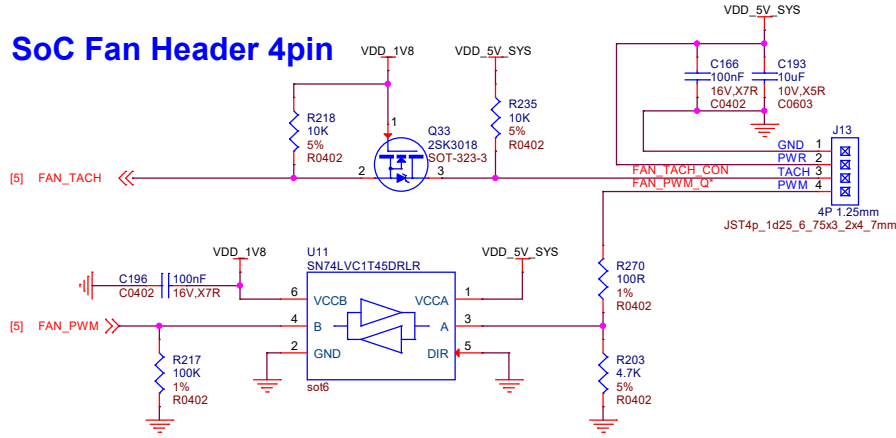 SoC Fan Header 4pin
VDD_1V8
VDD_5V_SYS
VDD_5V_SYS
C166
100nF
16V,X7R
C0402
C193
10uF
10V,X5R
C0603
R218
10K
5%
R0402
1
Q33
2SK3018
SOT-323-3
R235
10K
5%
R0402
J13
GND 1
PWR 2
TACH 3
PWM 4
[5] FAN_TACH
2
3
FAN_TACH_CON
FAN_PWM_Q*
4P 1.25mm
JST4p_1d25_6_75x3_2x4_7mm
VDD_1V8
U11
SN74LVC1T45DRLR
VDD_5V_SYS
C196
C0402
100nF
16V,X7R
6 VCCB
VCCA 1
[5] FAN_PWM
4 B
A 3
2 GND
DIR 5
sot6
R217
100K
1%
R0402
R270
100R
1%
R0402
R203
4.7K
5%
R0402